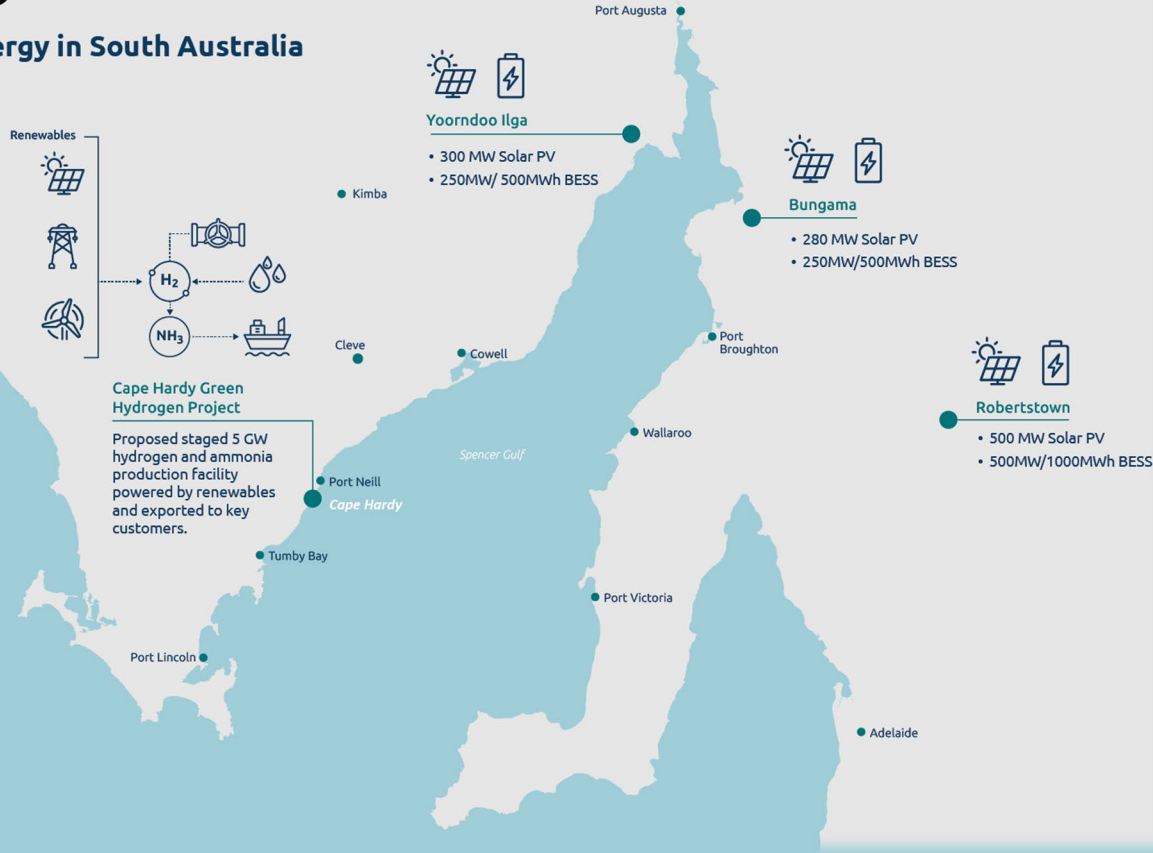 ergy in South Australia
Port Augusta
Yoorndoo Ilga
• 300 MW Solar PV
• 250MW/ 500MWh BESS
Renewables
Kimba
Bungama
• 280 MW Solar PV
• 250MW/500MWh BESS
H2
NH3
Cleve
Cowell
Port
Broughton
Cape Hardy Green
Hydrogen Project
Proposed staged 5 GW
hydrogen and ammonia
production facility
powered by renewables
and exported to key
customers.
Robertstown
• 500 MW Solar PV
• 500MW/1000MWh BESS
Wallaroo
Spencer Gulf
Port Neill
Cape Hardy
Tumby Bay
Port Victoria
Port Lincoln
Adelaide